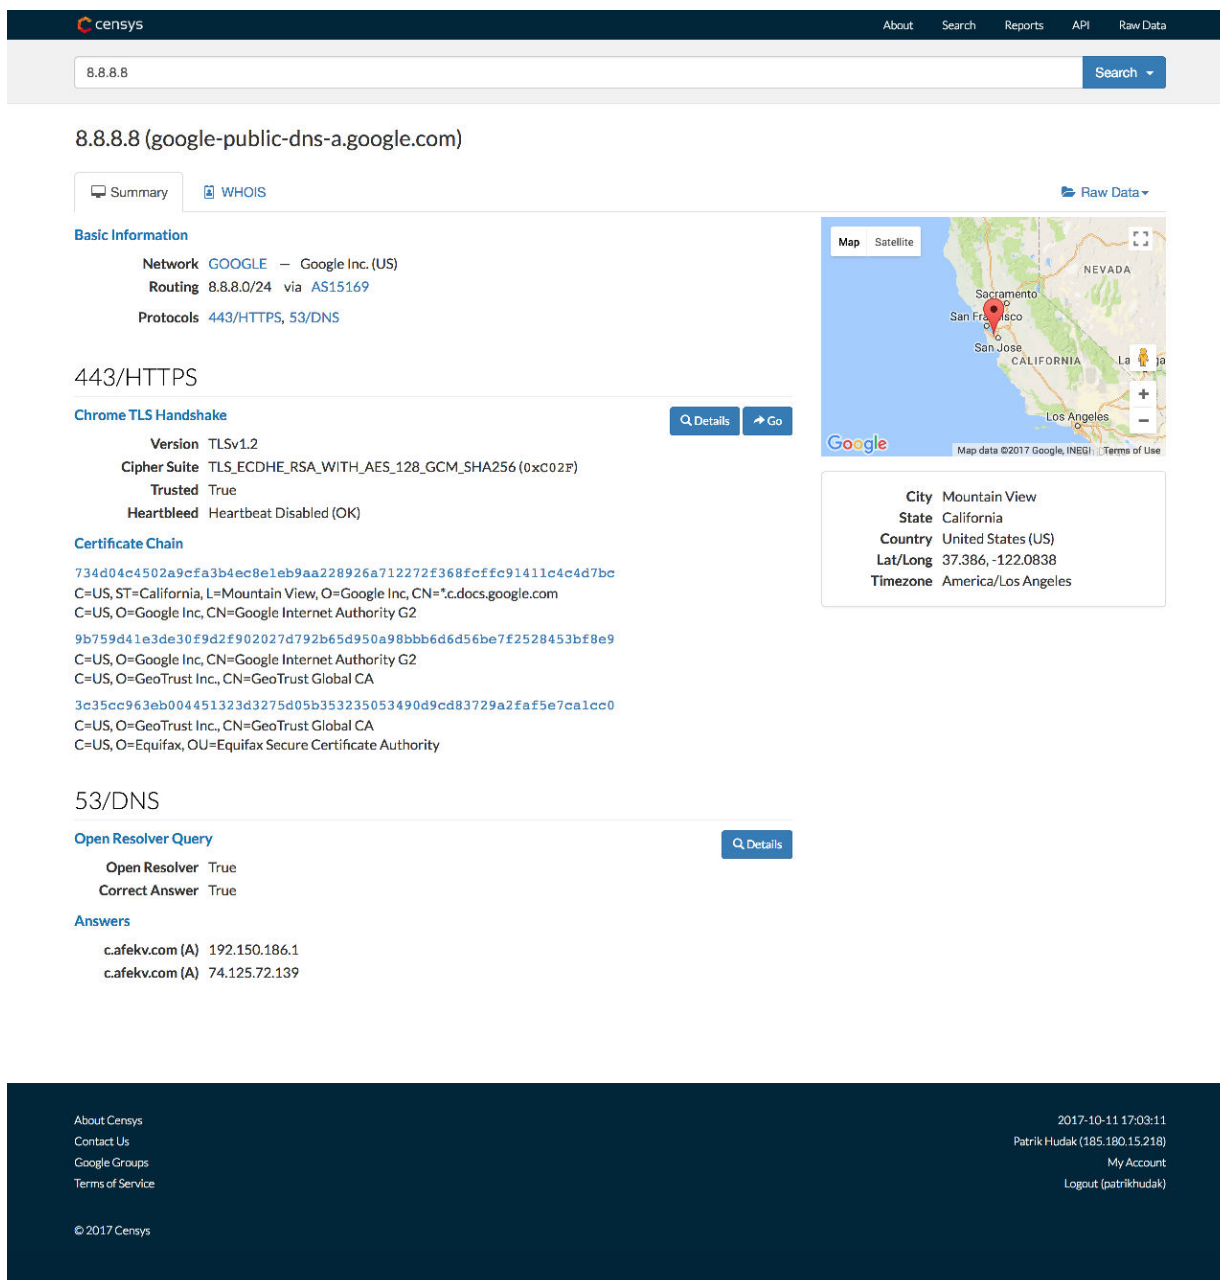 censys
About Search Reports API Raw Data
8.8.8.8
Search
8.8.8.8 (google-public-dns-a.google.com)
Summary WHOIS Raw Data
Basic Information
Network GOOGLE — Google Inc. (US)
Routing 8.8.8.0/24 via AS15169
Protocols 443/HTTPS, 53/DNS
443/HTTPS
Chrome TLS Handshake
Details Go
Version TLSv1.2
Cipher Suite TLS_ECDHE_RSA_WITH_AES_128_GCM_SHA256 (0xC02F)
Trusted True
Heartbleed Heartbeat Disabled (OK)
Certificate Chain
734d04c4502a9cfa3b4ec8e1eb9aa228926a712272f368fcffc91411c4c4d7bc
C=US, ST=California, L=Mountain View, O=Google Inc, CN=*.c.docs.google.com
C=US, O=Google Inc, CN=Google Internet Authority G2
9b759d41e3de30f9d2f902027d792b65d950a98bbb6d6d56be7f2528453bf8e9
C=US, O=Google Inc, CN=Google Internet Authority G2
C=US, O=GeoTrust Inc., CN=GeoTrust Global CA
3c35cc963eb004451323d3275d05b353235053490d9cd83729a2faf5e7ca1cc0
C=US, O=GeoTrust Inc., CN=GeoTrust Global CA
C=US, O=Equifax, OU=Equifax Secure Certificate Authority
53/DNS
Open Resolver Query
Details
Open Resolver True
Correct Answer True
Answers
c.afekv.com (A) 192.150.186.1
c.afekv.com (A) 74.125.72.139
Map Satellite
NEVADA
Sacramento
San Francisco
San Jose
CALIFORNIA
Los Angeles
Google
Map data ©2017 Google, INEGI Terms of Use
City Mountain View
State California
Country United States (US)
Lat/Long 37.386, -122.0838
Timezone America/Los Angeles
About Censys
Contact Us
Google Groups
Terms of Service
© 2017 Censys
2017-10-11 17:03:11
Patrik Hudak (185.180.15.218)
My Account
Logout (patrikhudak)